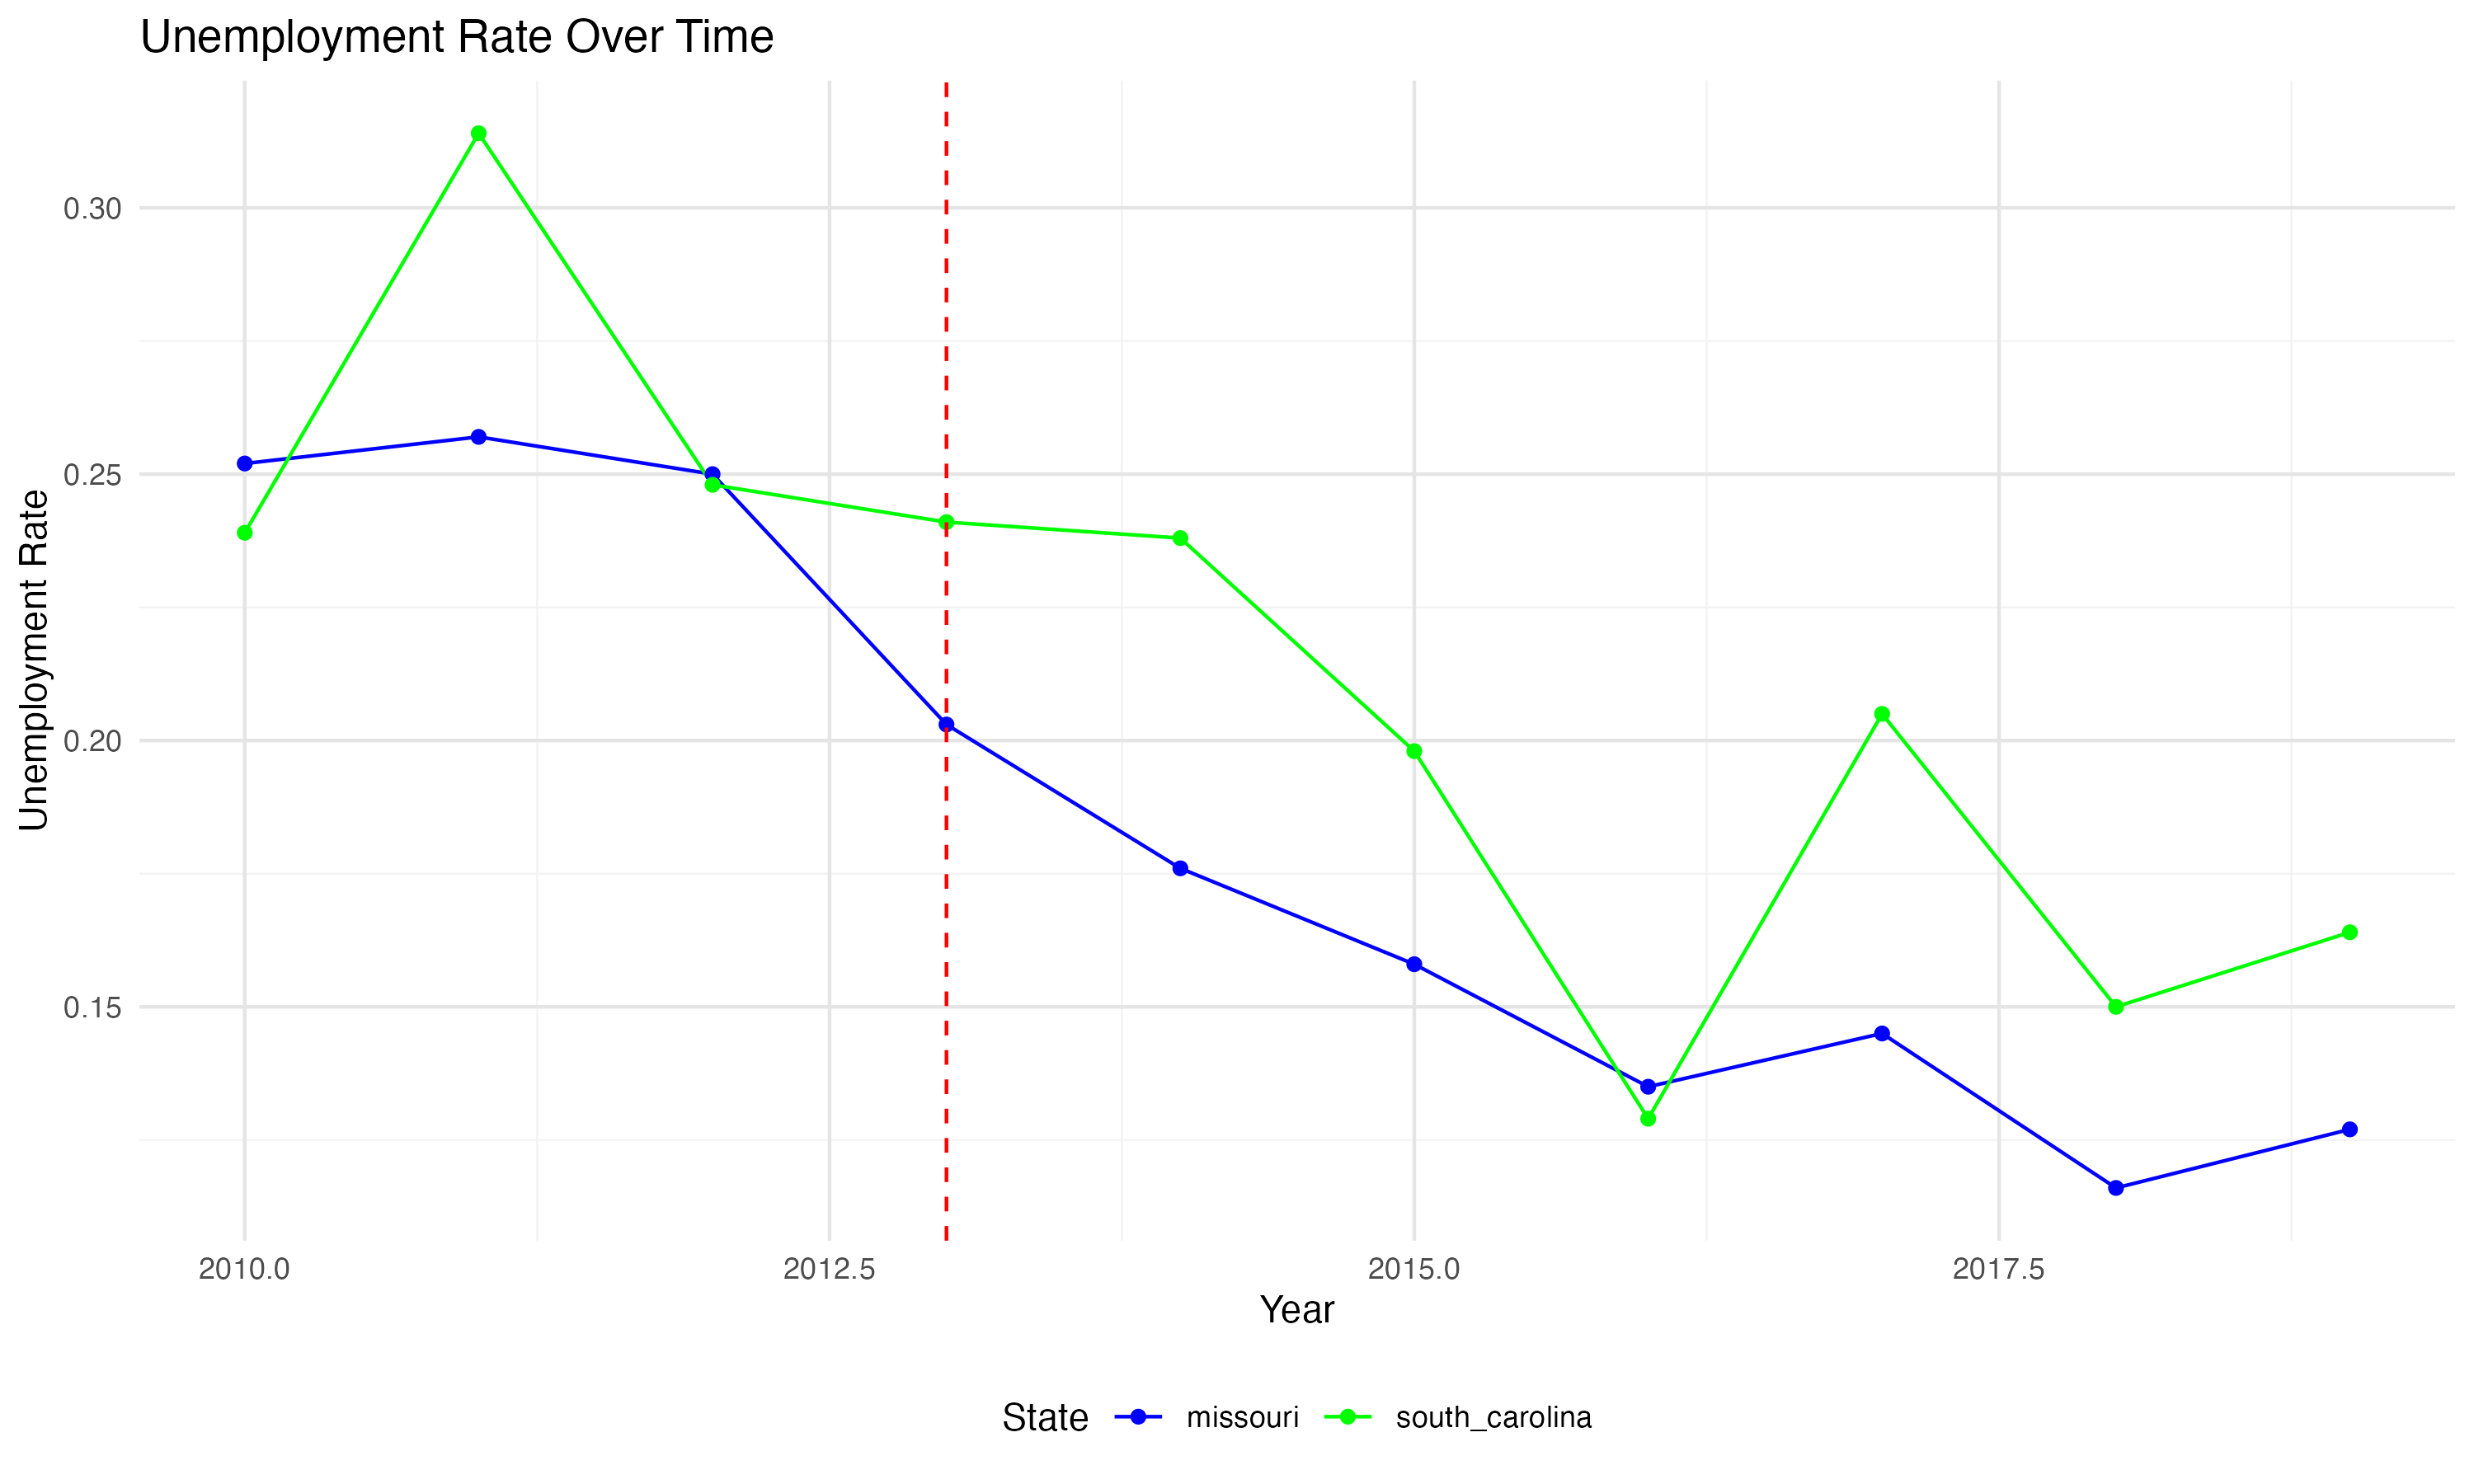 Unemployment Rate Over Time
Unemployment Rate
0.30
0.25
0.20
0.15
2010.0 2012.5 2015.0 2017.5
Year
State missouri south_carolina